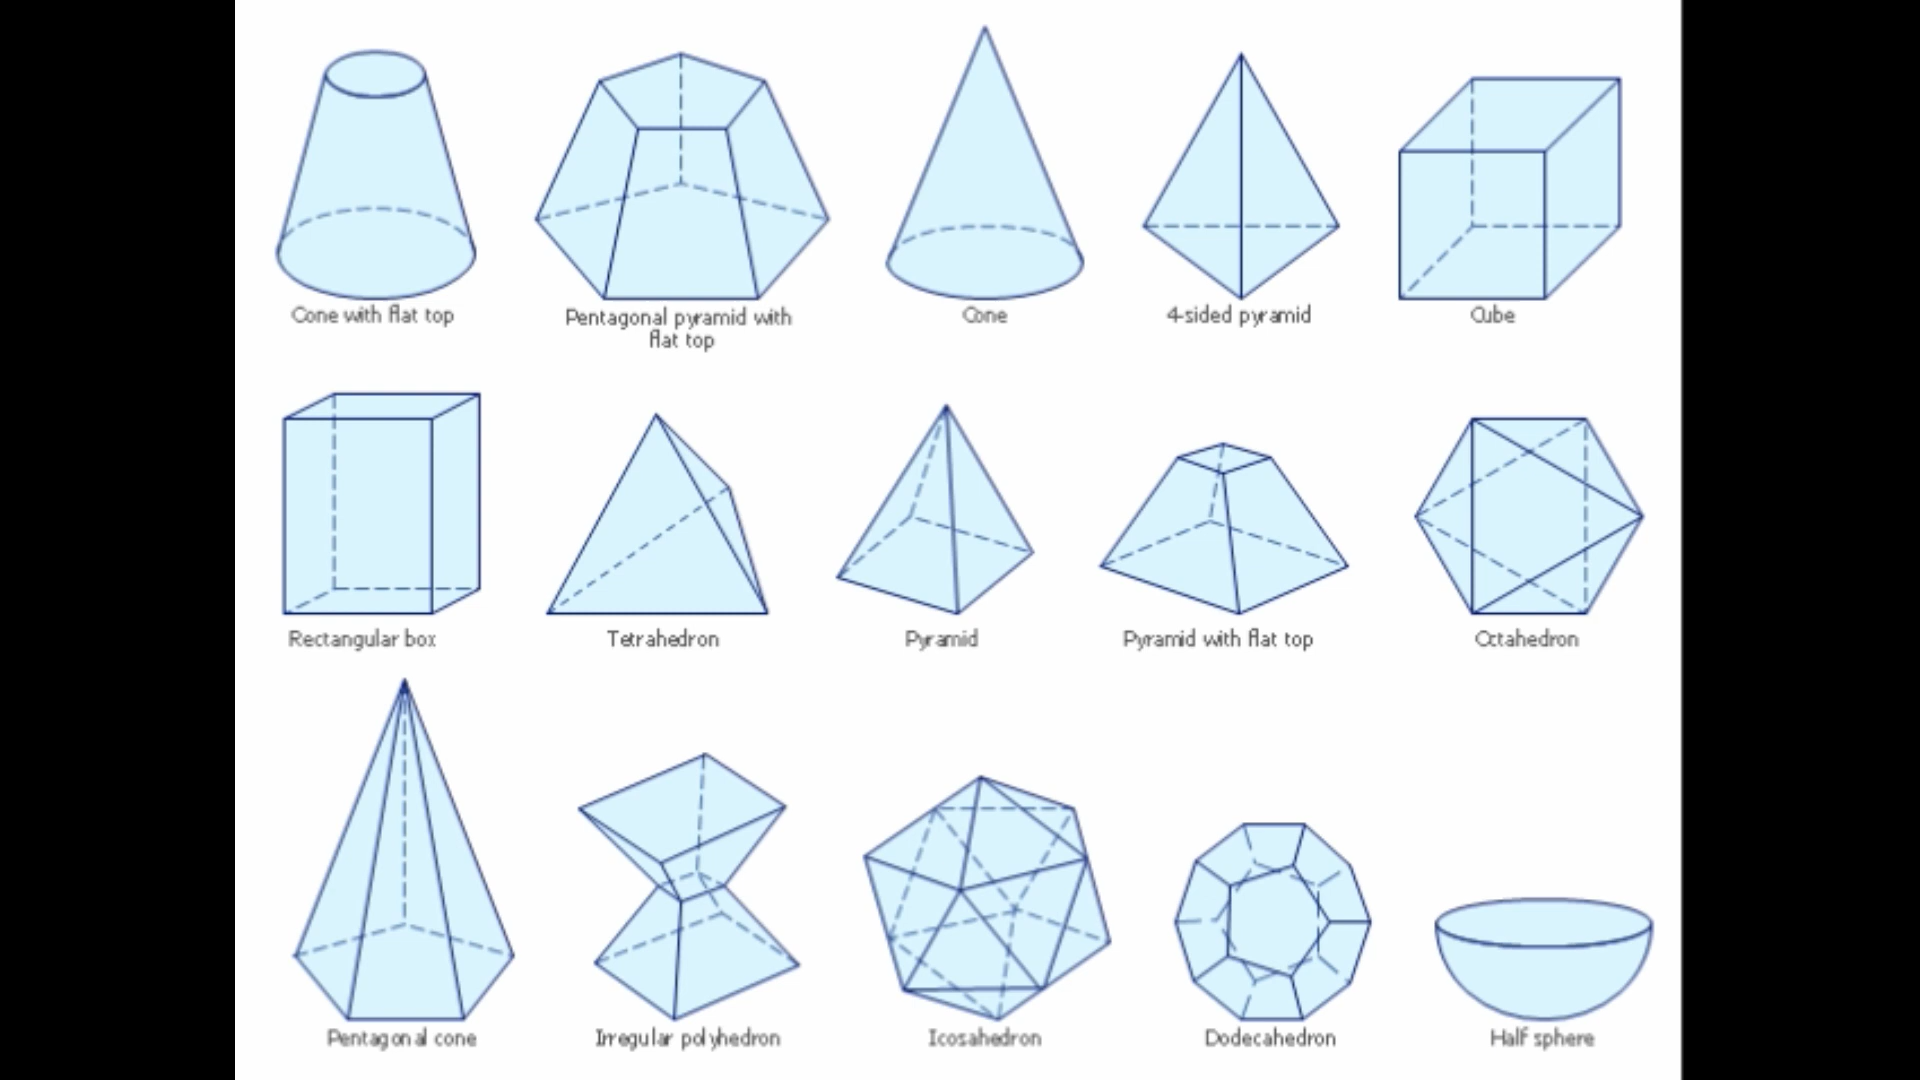 Cone with flat top
Pentagonal pyramid with
flat top
Cone
4-sided pyramid
Cube
Rectangular box
Tetrahedron
Pyramid
Pyramid with flat top
Octahedron
Pentagonal cone
Irregular polyhedron
Icosahedron
Dodecahedron
Half sphere